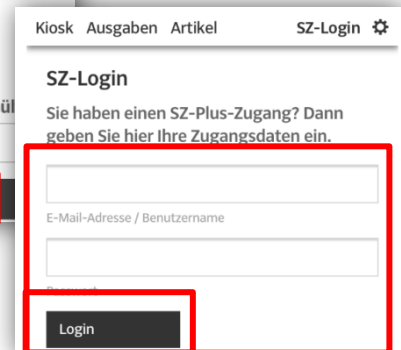 Kiosk Ausgaben Artikel SZ-Login
SZ-Login
Sie haben einen SZ-Plus-Zugang? Dann
geben Sie hier Ihre Zugangsdaten ein.
E-Mail-Adresse / Benutzername
Passwort
Login